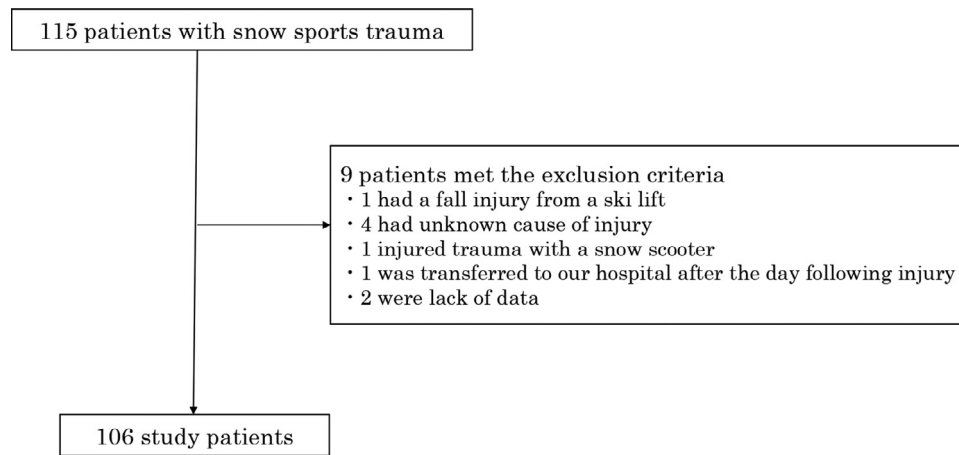 115 patients with snow sports trauma
9 patients met the exclusion criteria
・1 had a fall injury from a ski lift
・4 had unknown cause of injury
・1 injured trauma with a snow scooter
・1 was transferred to our hospital after the day following injury
・2 were lack of data
106 study patients